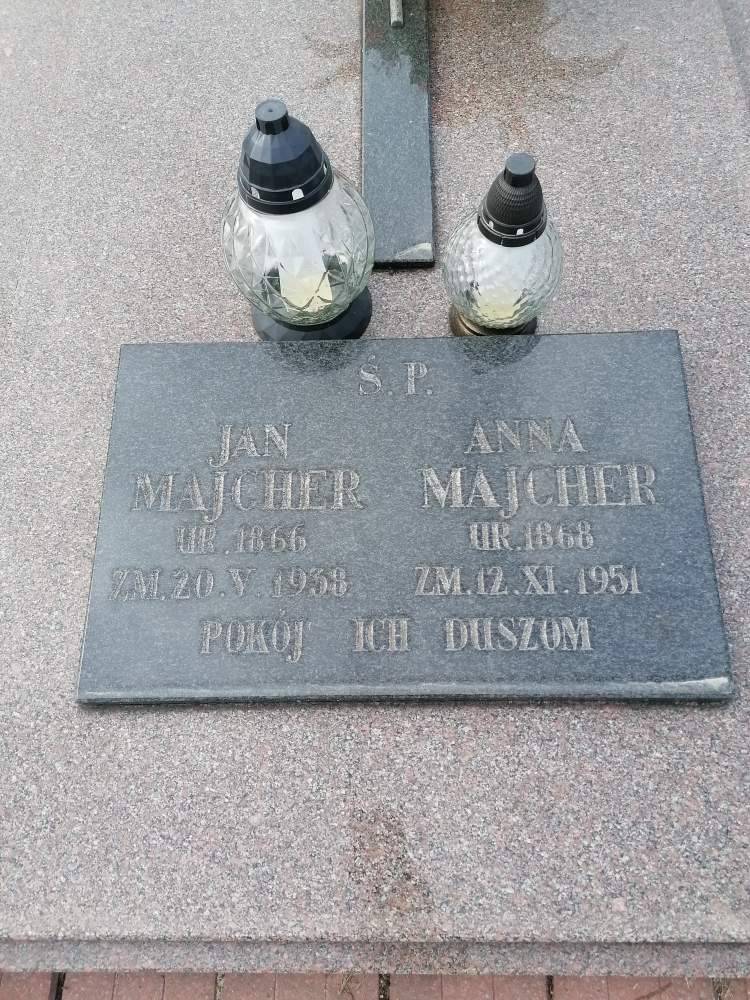 Ś. P.
JAN
MAJCHER
UR. 1866
ZM. 20. V. 1938
ANNA
MAJCHER
UR. 1868
ZM. 12. XI. 1951
POKÓJ ICH DUSZOM